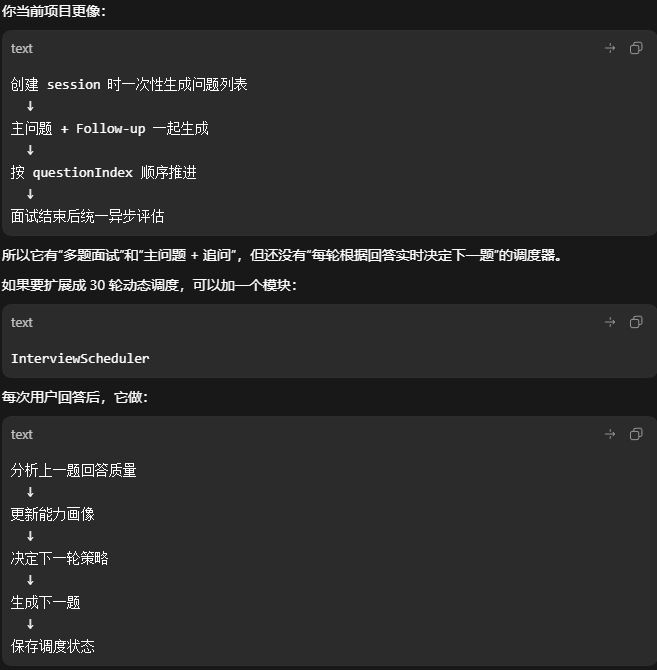 你当前项目更像：
text
创建 session 时一次性生成问题列表
↓
主问题 + Follow-up 一起生成
↓
按 questionIndex 顺序推进
↓
面试结束后统一异步评估
所以它有“多题面试”和“主问题 + 追问”，但还没有“每轮根据回答实时决定下一题”的调度器。
如果要扩展成 30 轮动态调度，可以加一个模块：
text
InterviewScheduler
每次用户回答后，它做：
text
分析上一题回答质量
↓
更新能力画像
↓
决定下一轮策略
↓
生成下一题
↓
保存调度状态